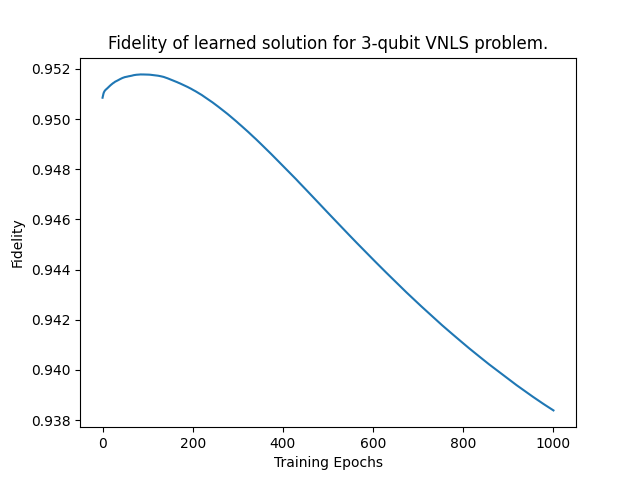 Fidelity of learned solution for 3-qubit VNLS problem.
0.952
0.950
0.948
0.946
0.944
0.942
0.940
0.938
Fidelity
0 200 400 600 800 1000
Training Epochs